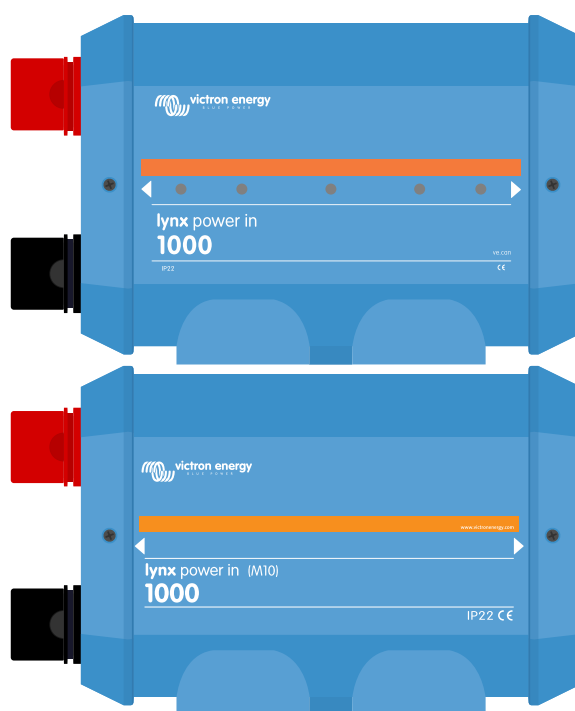 victron energy
BLUE POWER
lynx power in
1000
ve.can
IP22 CE
victron energy
BLUE POWER
www.victronenergy.com
lynx power in (M10)
1000
IP22 CE